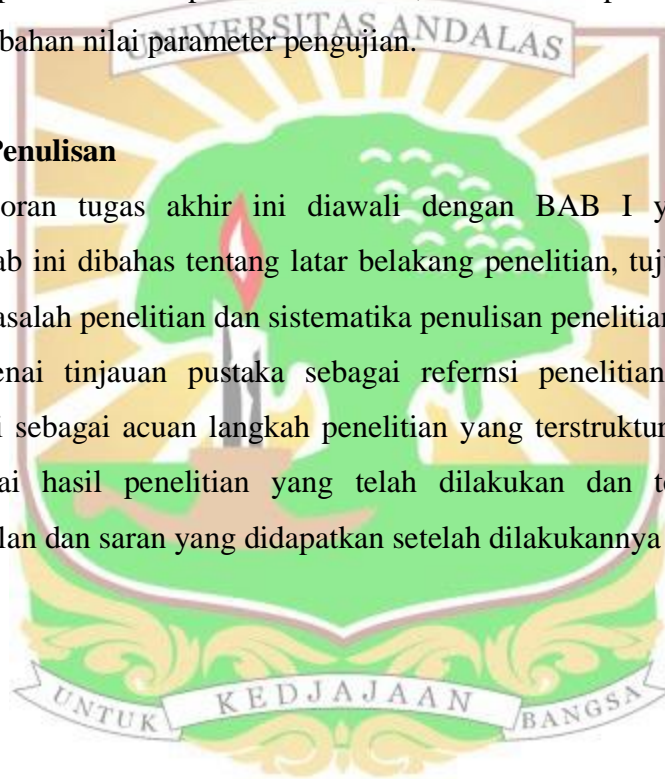 UNIVERSITAS ANDALAS
bahan nilai parameter pengujian.
Penulisan
oran tugas akhir ini diawali dengan BAB I y
ab ini dibahas tentang latar belakang penelitian, tuj
asalah penelitian dan sistematika penulisan penelitian
enai tinjauan pustaka sebagai refernsi penelitian
i sebagai acuan langkah penelitian yang terstruktur
ai hasil penelitian yang telah dilakukan dan t
lan dan saran yang didapatkan setelah dilakukannya
UNTUK KEDJAJAAN BANGSA